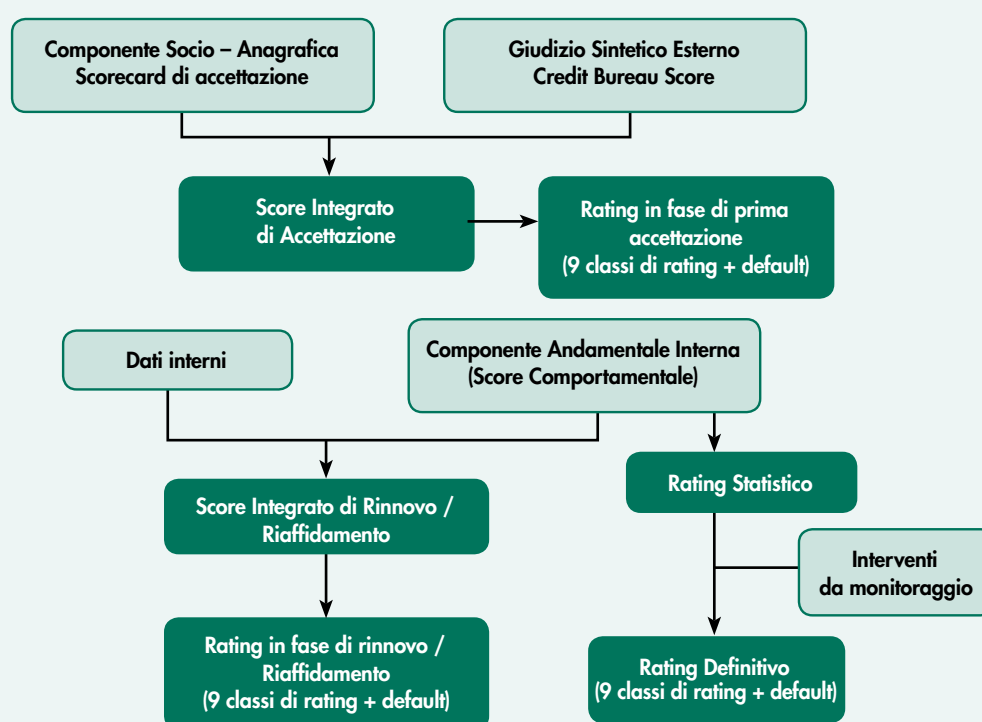 Componente Socio – Anagrafica
Scorecard di accettazione
Giudizio Sintetico Esterno
Credit Bureau Score
Score Integrato
di Accettazione
Rating in fase di prima
accettazione
(9 classi di rating + default)
Dati interni
Componente Andamentale Interna
(Score Comportamentale)
Score Integrato di Rinnovo /
Riaffidamento
Rating Statistico
Interventi
da monitoraggio
Rating in fase di rinnovo /
Riaffidamento
(9 classi di rating + default)
Rating Definitivo
(9 classi di rating + default)